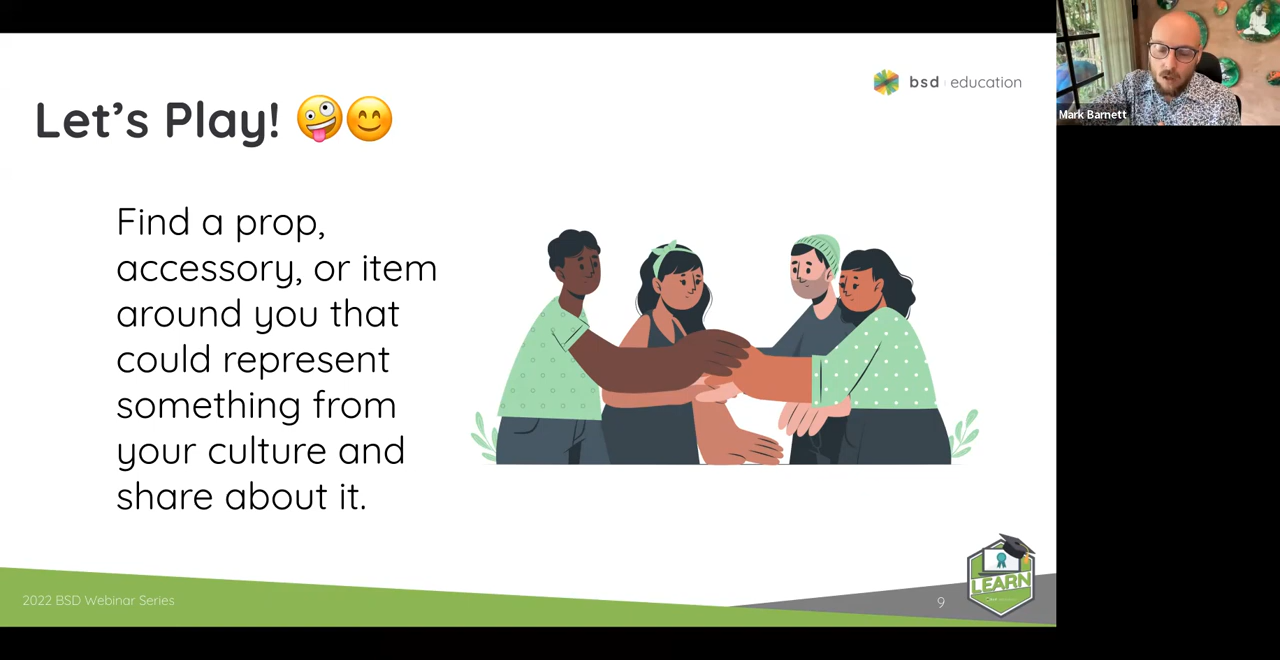 bsd education
Let's Play! 🤪😊
Find a prop,
accessory, or item
around you that
could represent
something from
your culture and
share about it.
LEARN
2022 BSD Webinar Series
9
Mark Barnett